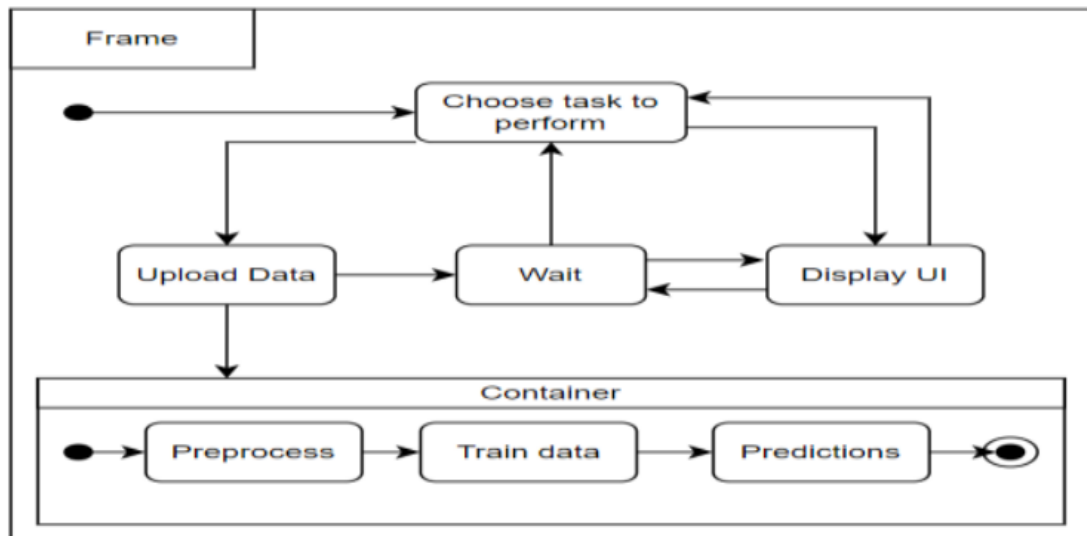 Frame
Choose task to
perform
Upload Data
Wait
Display UI
Container
Preprocess
Train data
Predictions